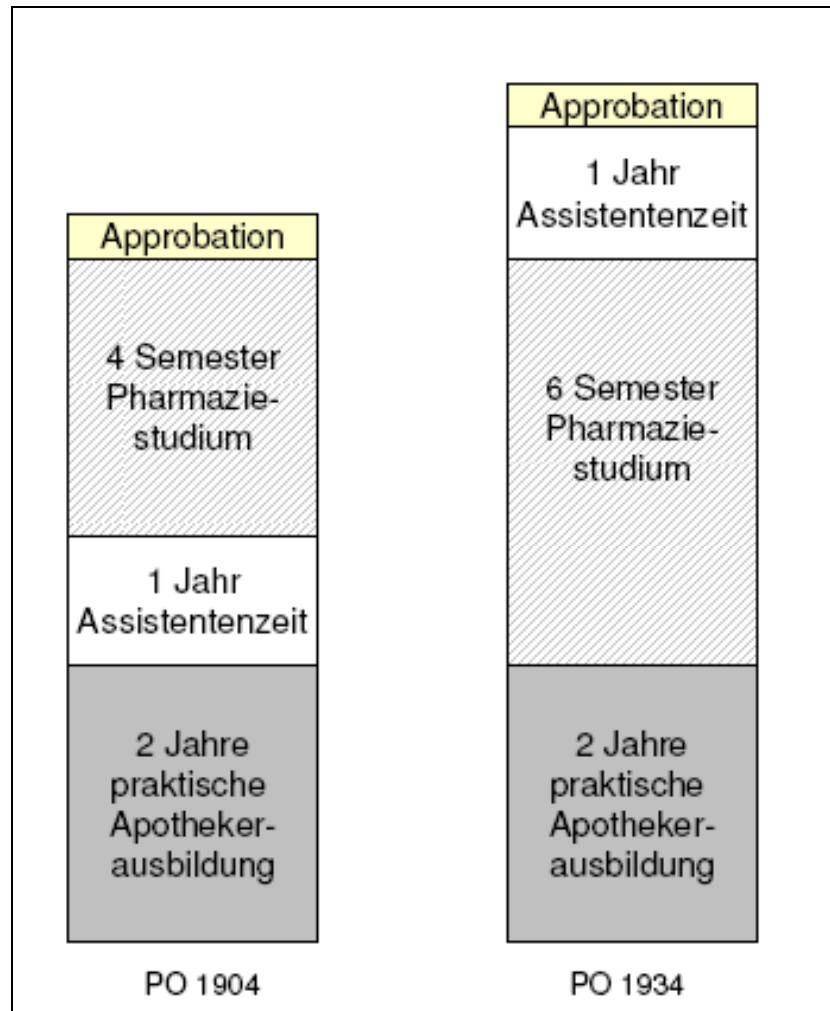 Approbation
4 Semester
Pharmazie-
studium
1 Jahr
Assistentenzeit
2 Jahre
praktische
Apotheker-
ausbildung
PO 1904
Approbation
1 Jahr
Assistentenzeit
6 Semester
Pharmazie-
studium
2 Jahre
praktische
Apotheker-
ausbildung
PO 1934